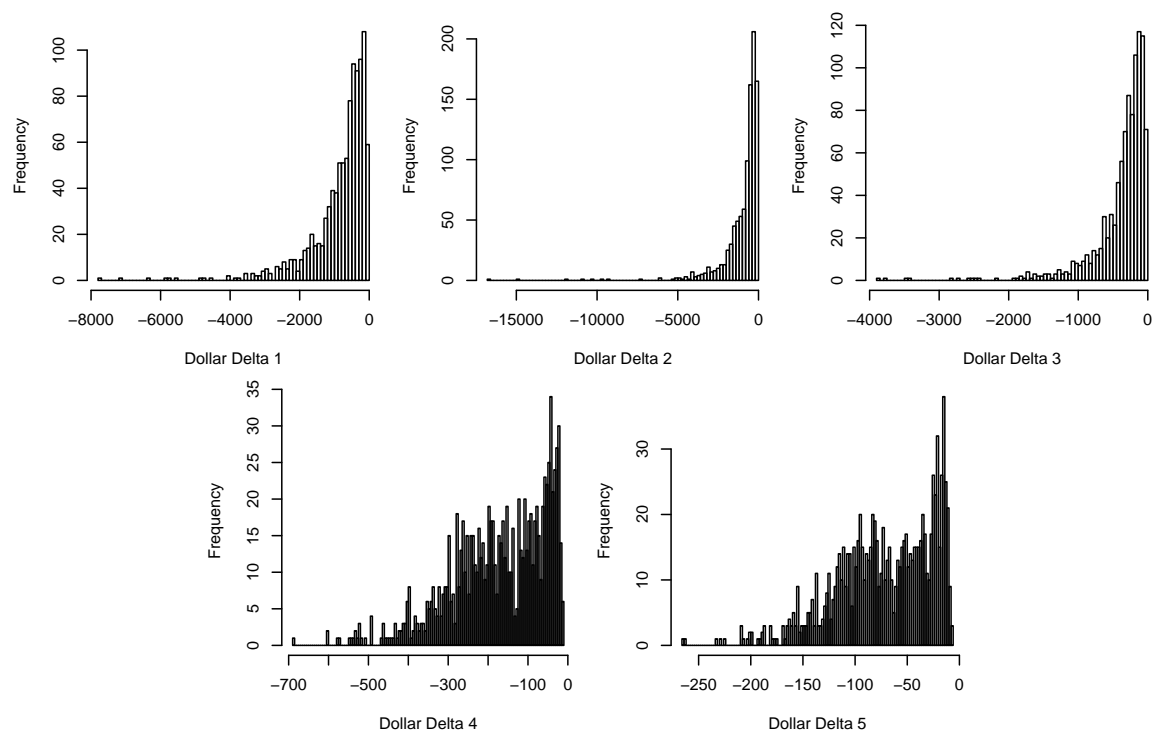 Frequency
0 20 40 60 80 100
−8000 −6000 −4000 −2000 0
Dollar Delta 1
Frequency
0 50 100 150 200
−15000 −10000 −5000 0
Dollar Delta 2
Frequency
0 20 40 60 80 100 120
−4000 −3000 −2000 −1000 0
Dollar Delta 3
Frequency
0 5 10 15 20 25 30 35
−700 −500 −300 −100 0
Dollar Delta 4
Frequency
0 10 20 30
−250 −200 −150 −100 −50 0
Dollar Delta 5